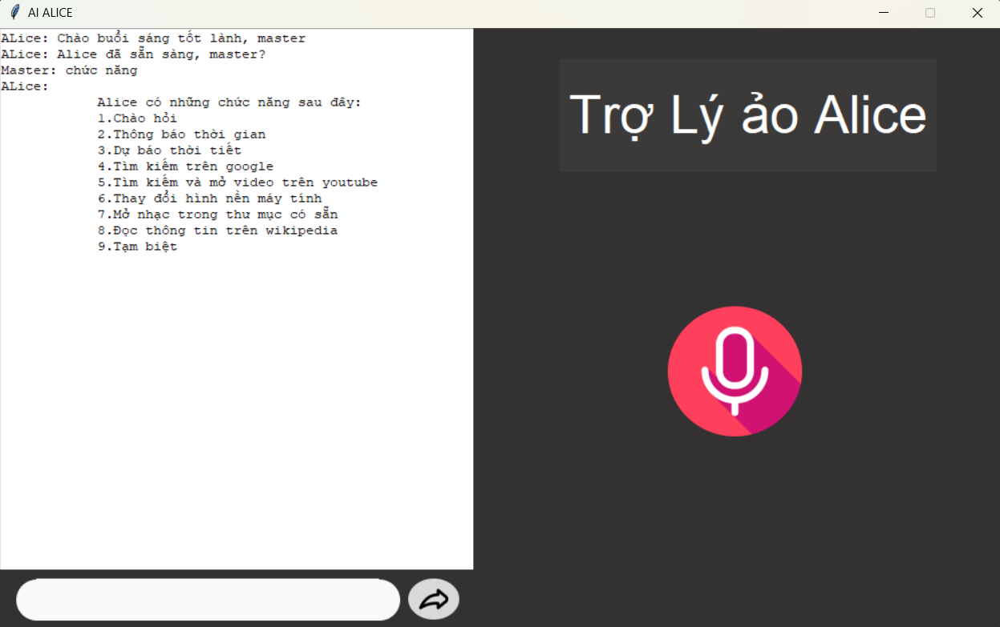 AI ALICE
ALice: Chào buổi sáng tốt lành, master
ALice: Alice đã sẵn sàng, master?
Master: chức năng
ALice:
Alice có những chức năng sau đây:
1.Chào hỏi
2.Thông báo thời gian
3.Dự báo thời tiết
4.Tìm kiếm trên google
5.Tìm kiếm và mở video trên youtube
6.Thay đổi hình nền máy tính
7.Mở nhạc trong thư mục có sẵn
8.Đọc thông tin trên wikipedia
9.Tạm biệt
Trợ Lý ảo Alice